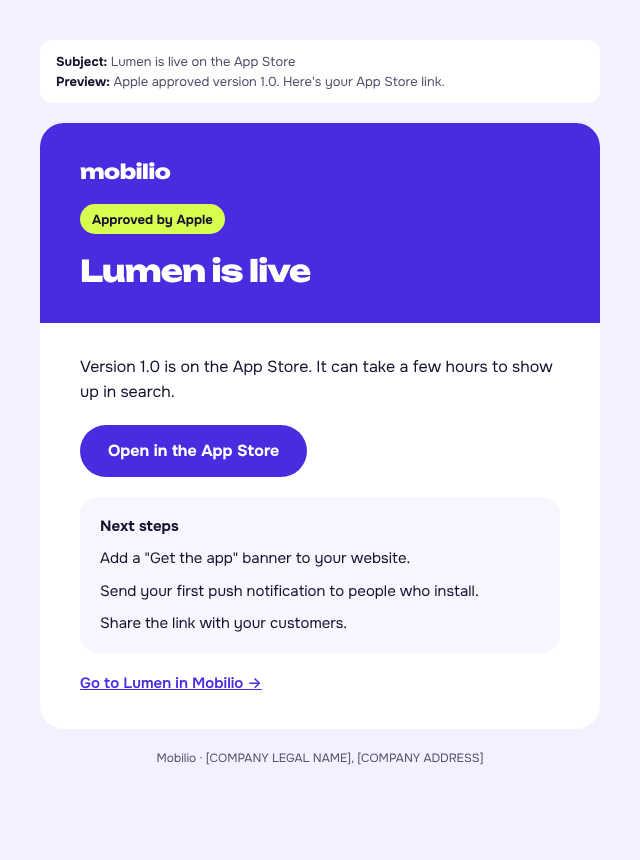 Subject: Lumen is live on the App Store
Preview: Apple approved version 1.0. Here's your App Store link.
mobilio
Approved by Apple
Lumen is live
Version 1.0 is on the App Store. It can take a few hours to show
up in search.
Open in the App Store
Next steps
Add a "Get the app" banner to your website.
Send your first push notification to people who install.
Share the link with your customers.
Go to Lumen in Mobilio →
Mobilio · [COMPANY LEGAL NAME], [COMPANY ADDRESS]